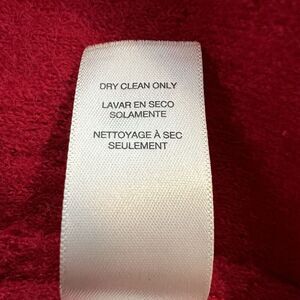 DRY CLEAN ONLY
LAVAR EN SECO
SOLAMENTE
NETTOYAGE À SEC
SEULEMENT